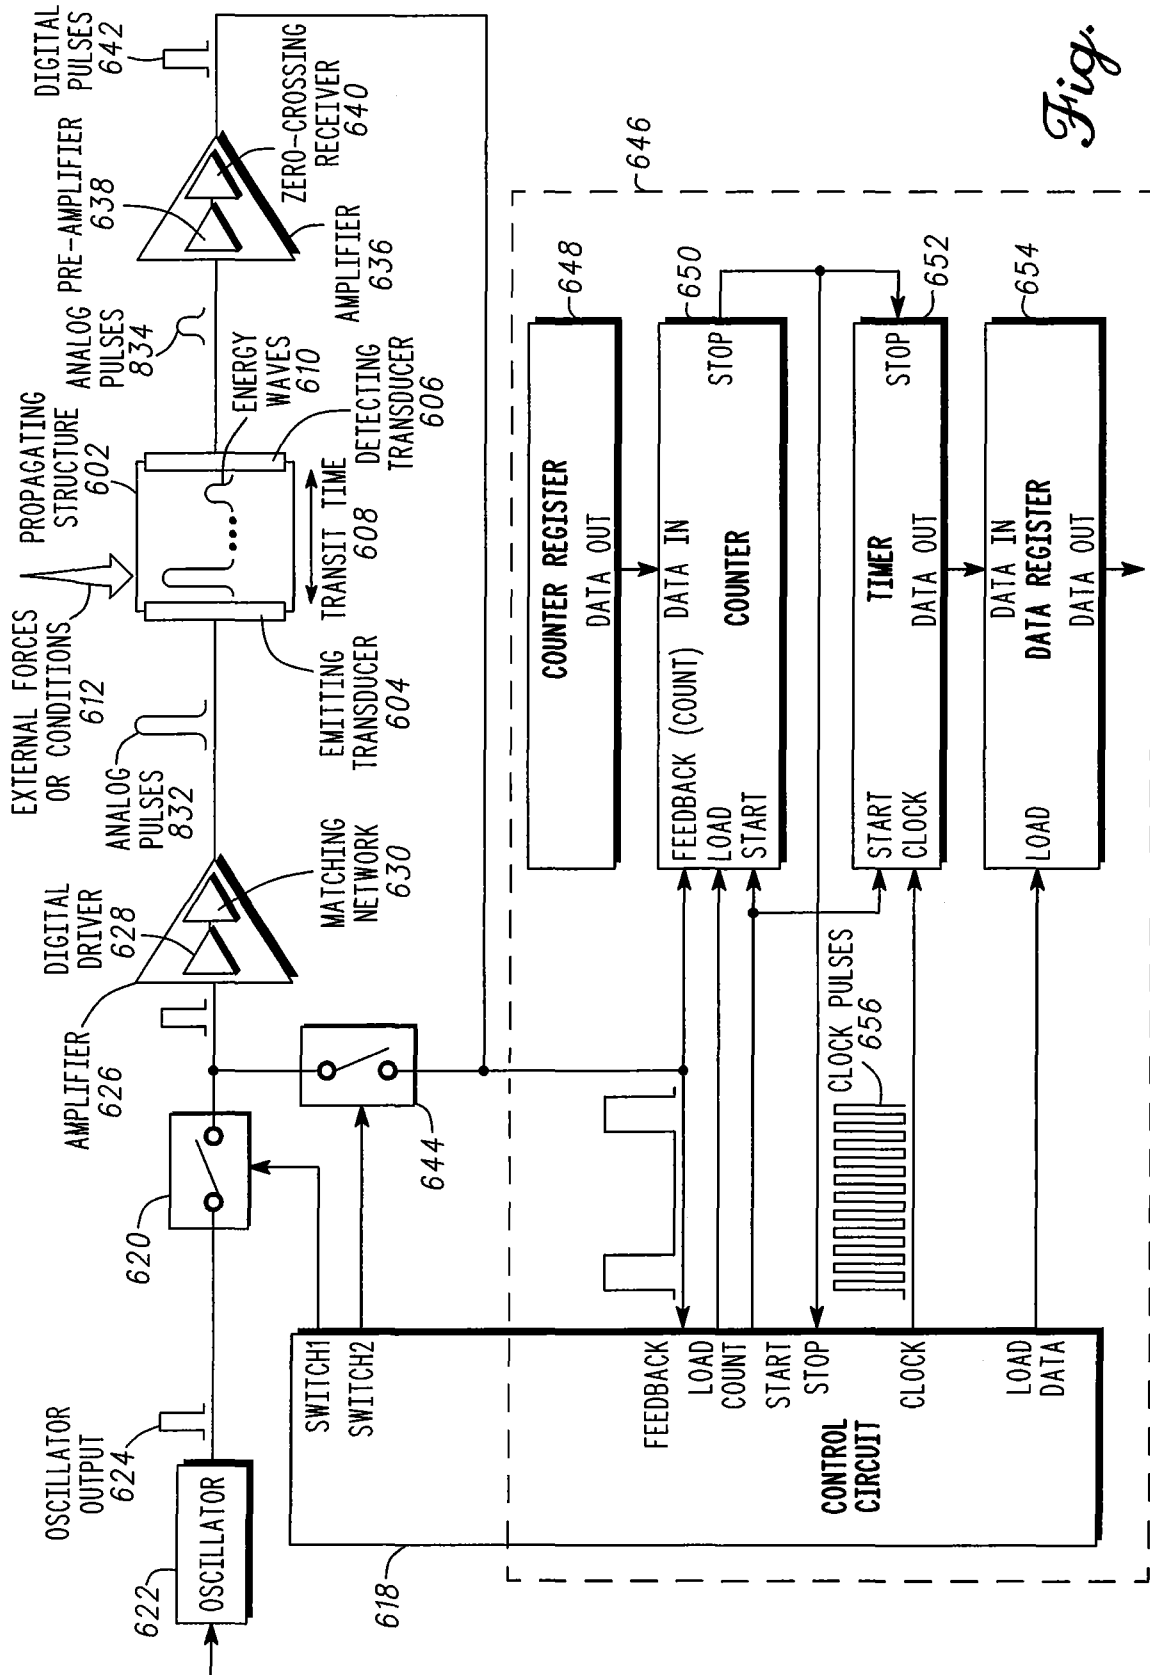 OSCILLATOR
OUTPUT
624
622
OSCILLATOR
620
AMPLIFIER
626
DIGITAL
DRIVER
628
MATCHING
NETWORK
630
ANALOG
PULSES
832
EXTERNAL FORCES
OR CONDITIONS
612
PROPAGATING
STRUCTURE
602
EMITTING
TRANSDUCER
604
TRANSIT TIME
608
ENERGY
WAVES
610
DETECTING
TRANSDUCER
606
ANALOG
PULSES
834
PRE-AMPLIFIER
638
AMPLIFIER
636
ZERO-CROSSING
RECEIVER
640
DIGITAL
PULSES
642
644
646
618
SWITCH1
SWITCH2
FEEDBACK
LOAD
COUNT
START
STOP
CLOCK
LOAD
DATA
CONTROL
CIRCUIT
CLOCK PULSES
656
648
COUNTER REGISTER
DATA OUT
650
FEEDBACK (COUNT)
DATA IN
LOAD
START
COUNTER
STOP
652
START
CLOCK
TIMER
DATA OUT
STOP
654
LOAD
DATA IN
DATA REGISTER
DATA OUT
Fig.